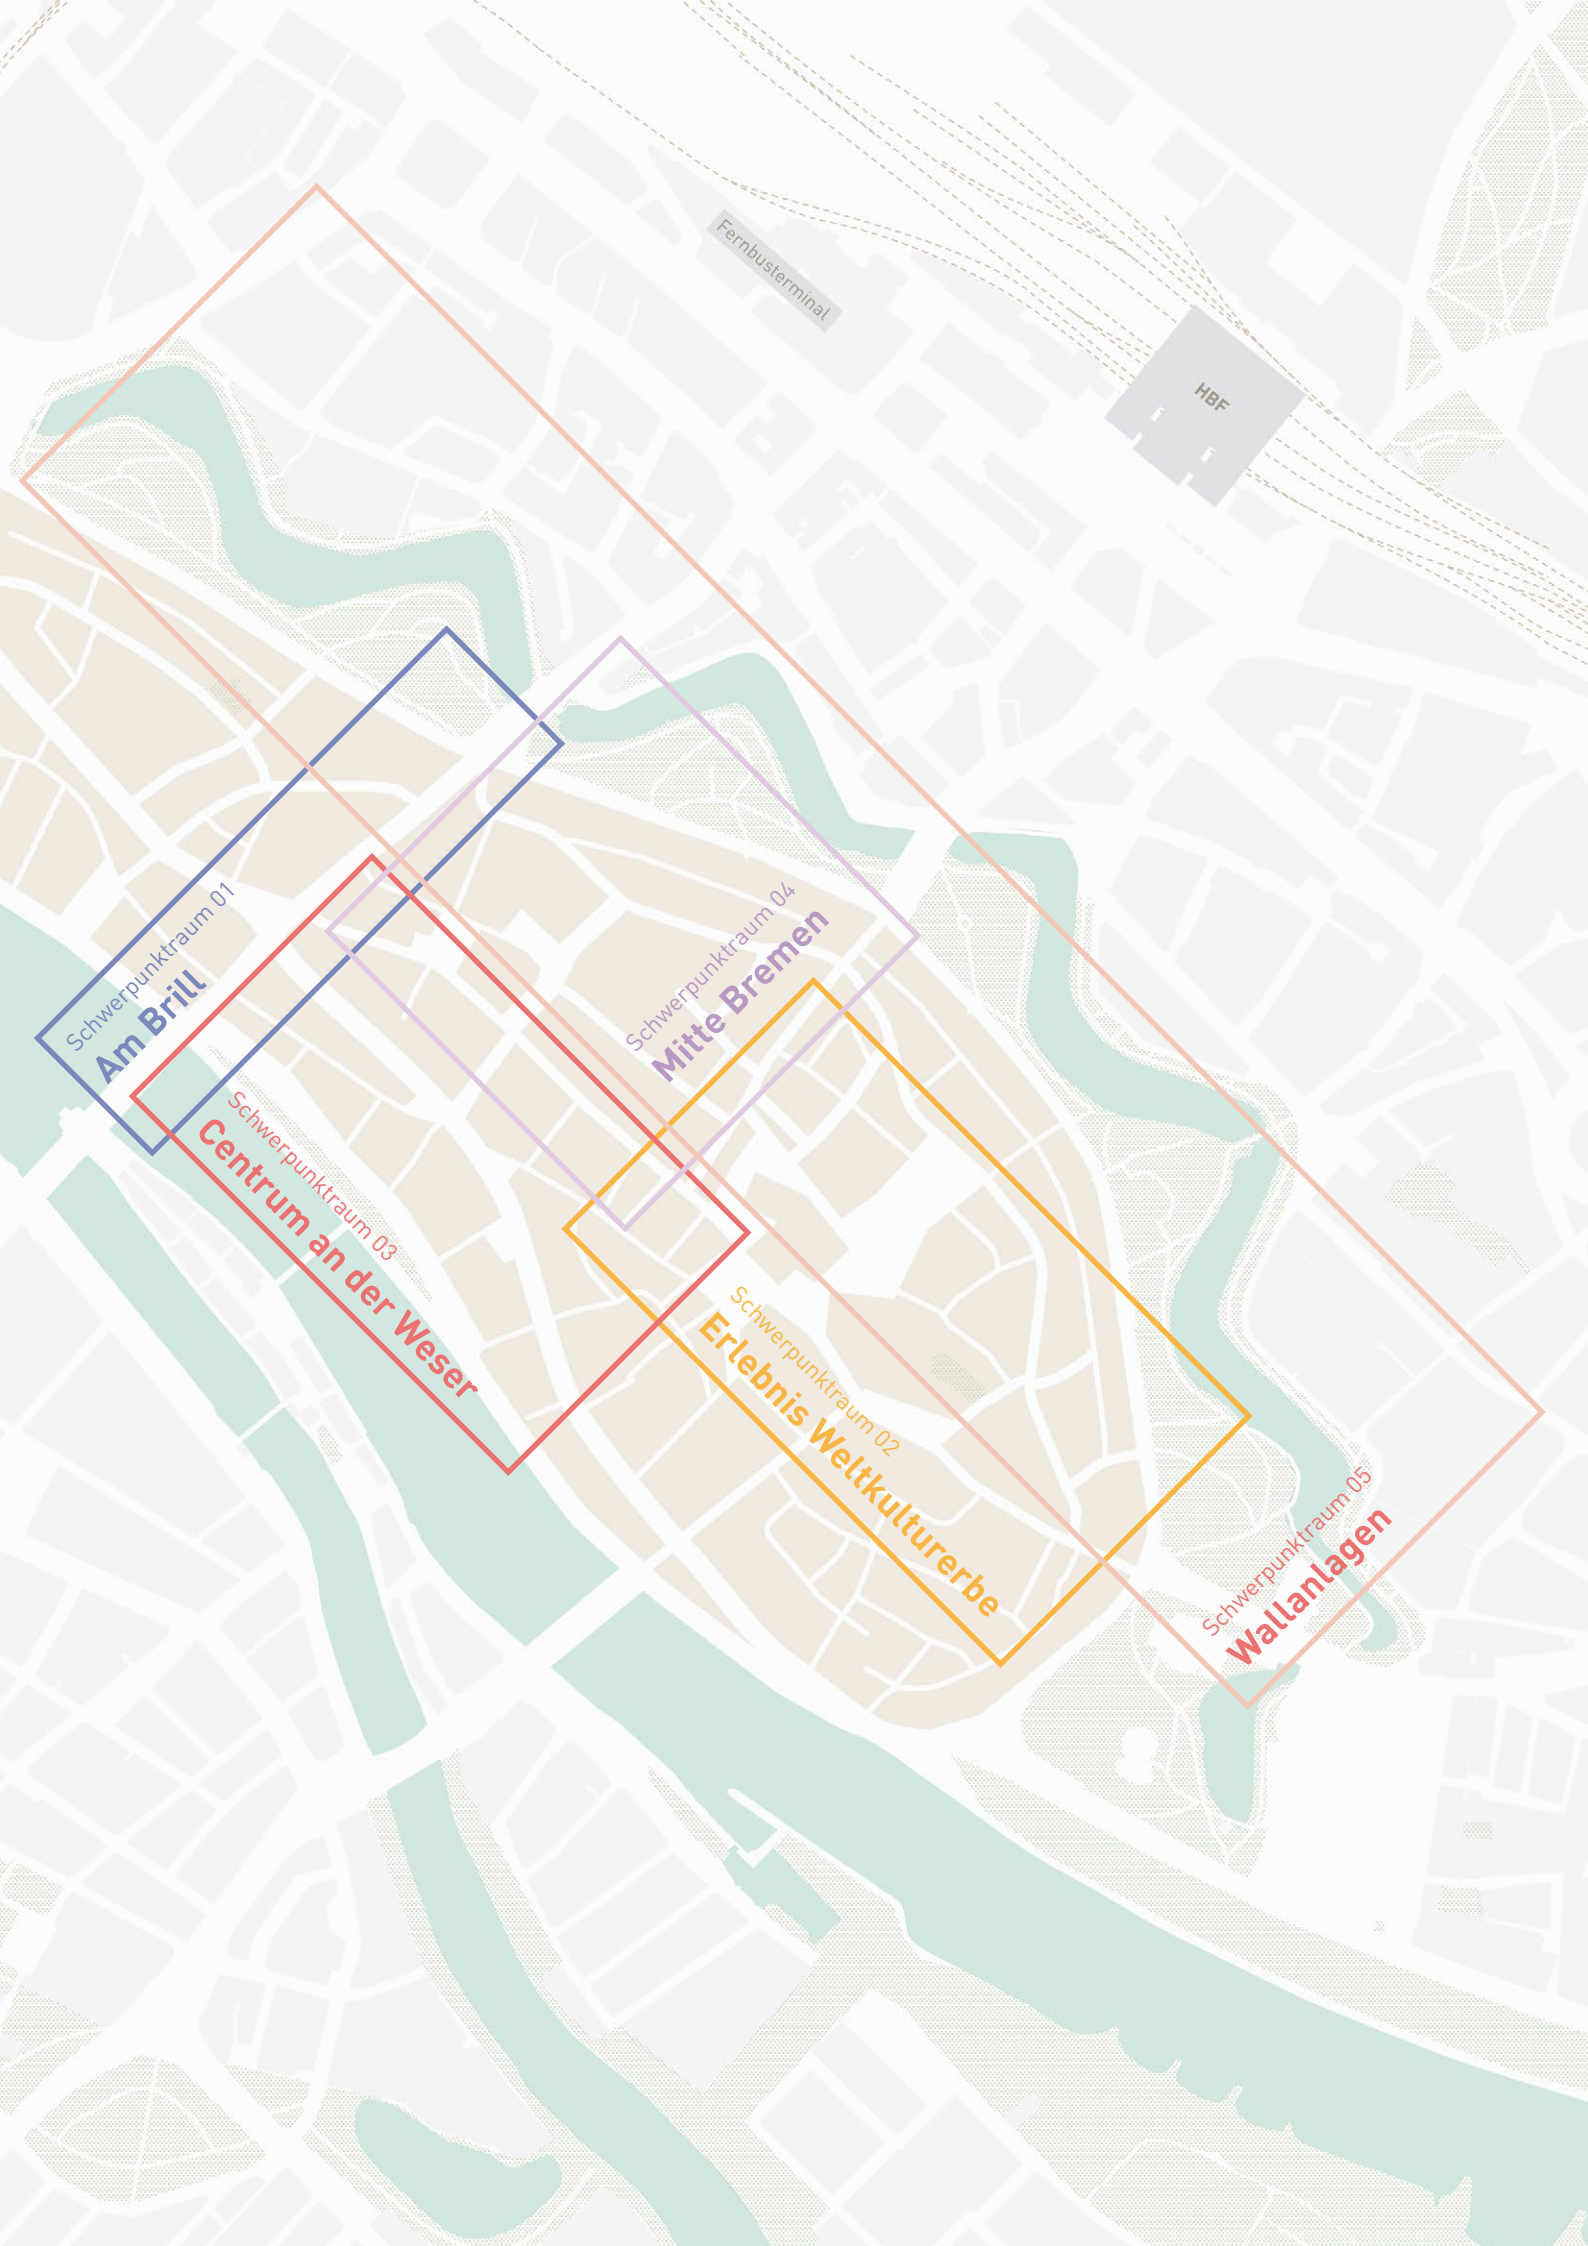 Fernbusterminal
HBF
Schwerpunktraum 01
Am Brill
Schwerpunktraum 04
Mitte Bremen
Schwerpunktraum 03
Centrum an der Weser
Schwerpunktraum 02
Erlebnis Weltkulturerbe
Schwerpunktraum 05
Wallanlagen